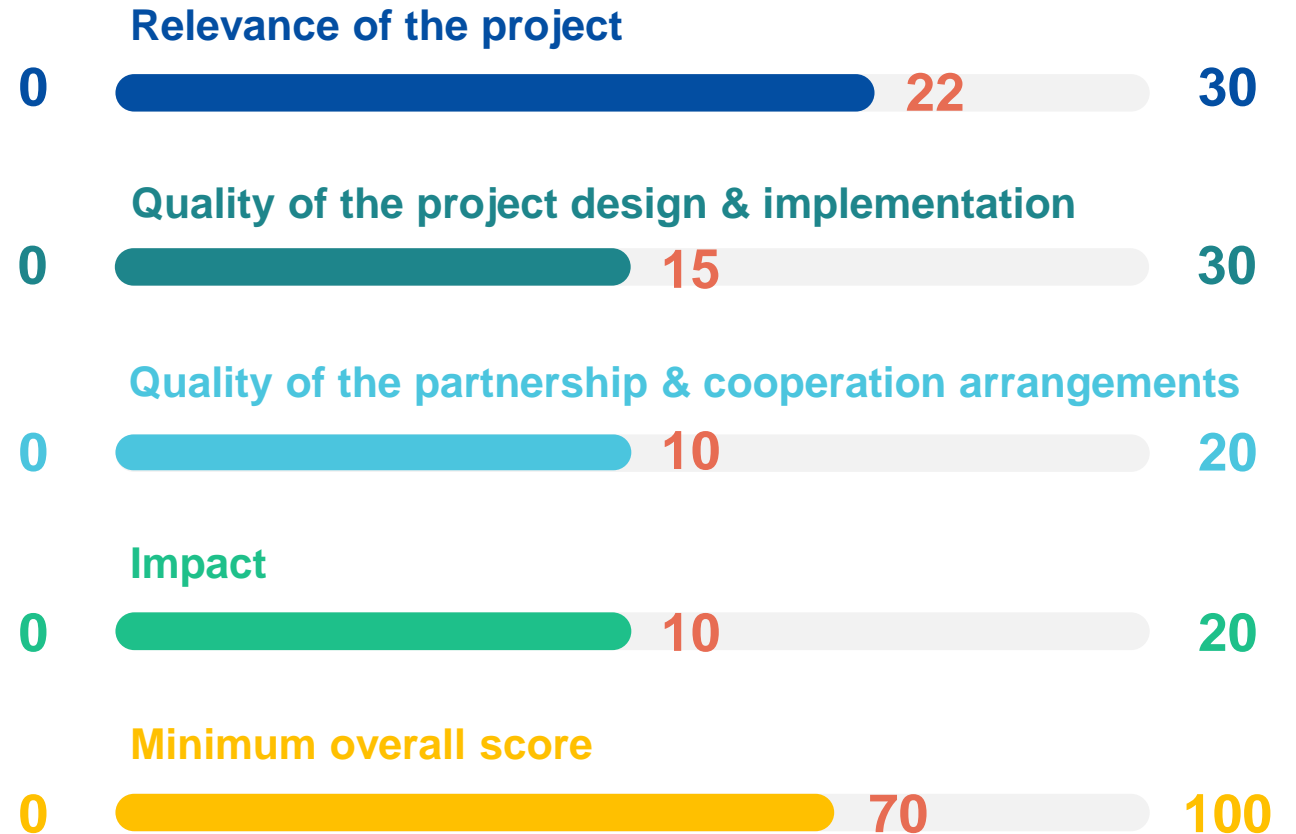 Relevance of the project
0 22 30
Quality of the project design & implementation
0 15 30
Quality of the partnership & cooperation arrangements
0 10 20
Impact
0 10 20
Minimum overall score
0 70 100